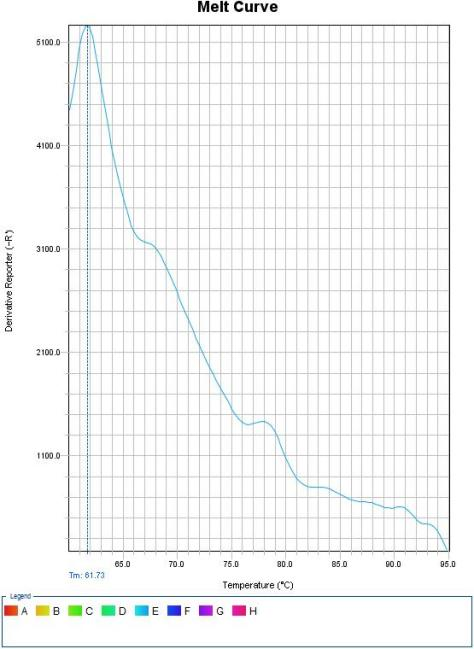 Melt Curve
5100.0
4100.0
3100.0
2100.0
1100.0
Derivative Reporter (-R')
65.0 70.0 75.0 80.0 85.0 90.0 95.0
Tm: 61.73
Temperature (°C)
Legend
A B C D E F G H